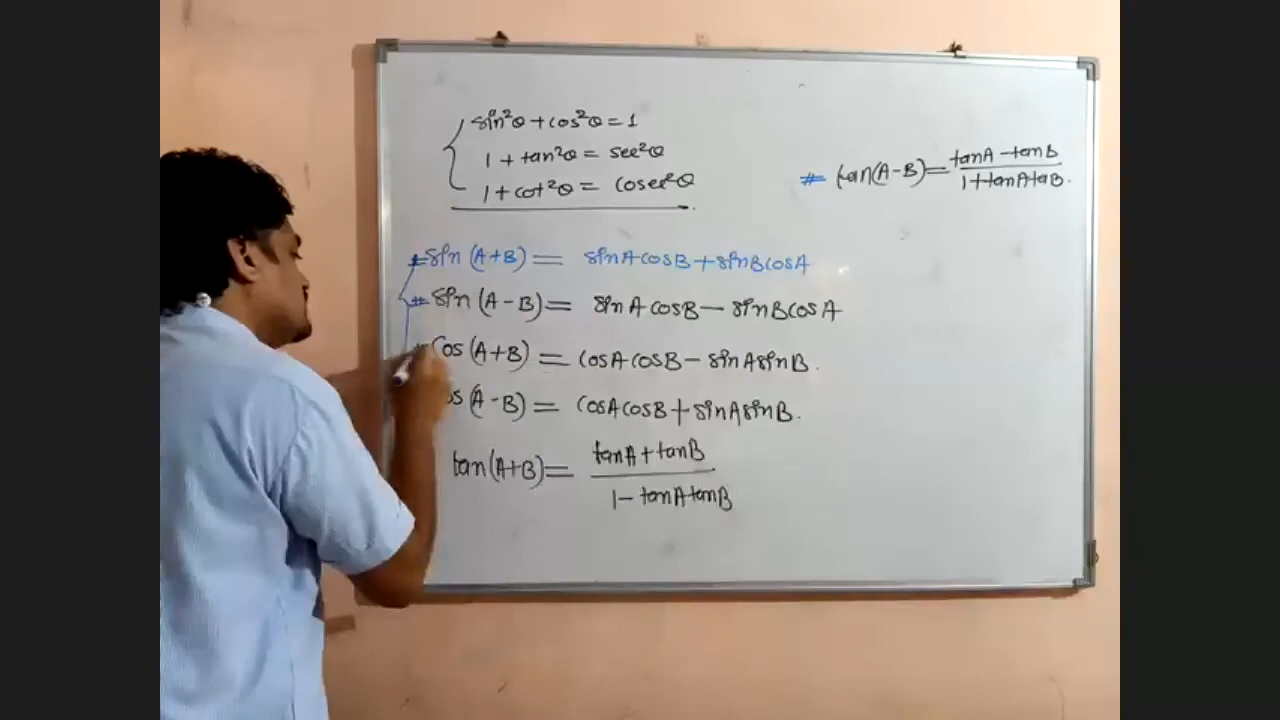 sin²θ + cos²θ = 1
1 + tan²θ = sec²θ
1 + cot²θ = cosec²θ
# tan(A-B) = tanA - tanB / 1 + tanA taB.
sin(A+B) = sinA cosB + sinB cosA
# sin(A-B) = sinA cosB - sinB cosA
cos(A+B) = cosA cosB - sinA sinB.
os(A-B) = cosA cosB + sinA sinB.
tan(A+B) = tanA + tanB / 1 - tanA tanB